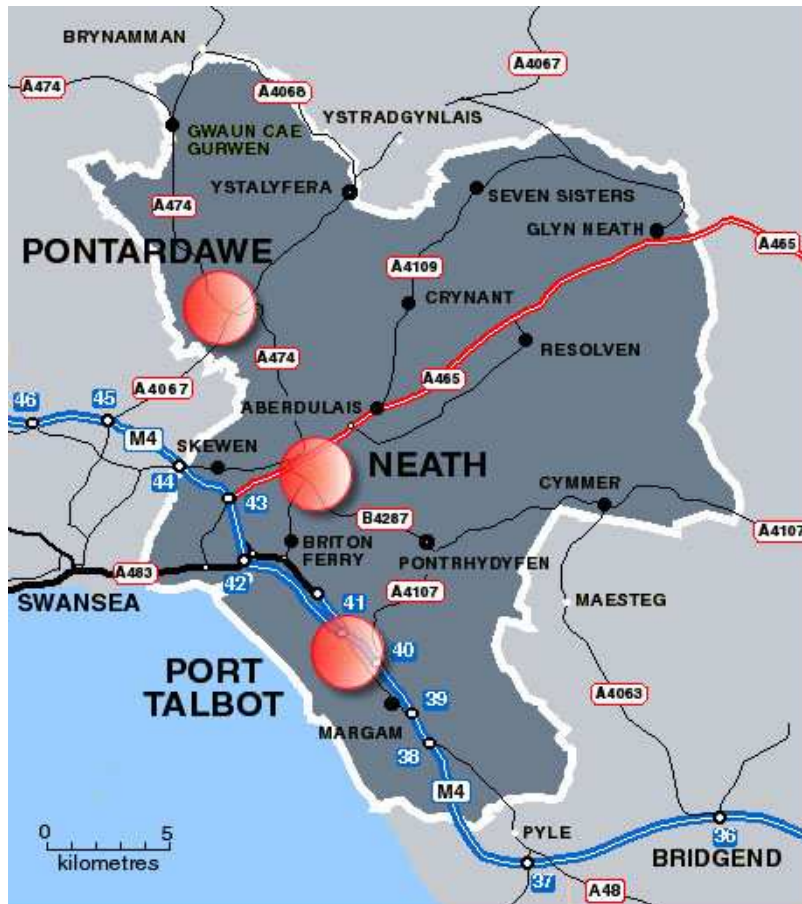 BRYNAMMAN
A474
A4068
A4067
YSTRADGYNLAIS
GWAUN CAE
GURWEN
YSTALYFERA
SEVEN SISTERS
A474
GLYN NEATH
PONTARDAWE
A465
A4109
CRYNANT
A474
RESOLVEN
A465
A4067
46
45
ABERDULAIS
M4
SKEWEN
NEATH
44
CYMMER
43
B4287
A4107
BRITON
FERRY
PONTRHYDYFEN
A483
42
SWANSEA
A4107
MAESTEG
41
40
PORT
TALBOT
A4063
39
MARGAM
38
M4
0 5
kilometres
PYLE
36
BRIDGEND
37
A48